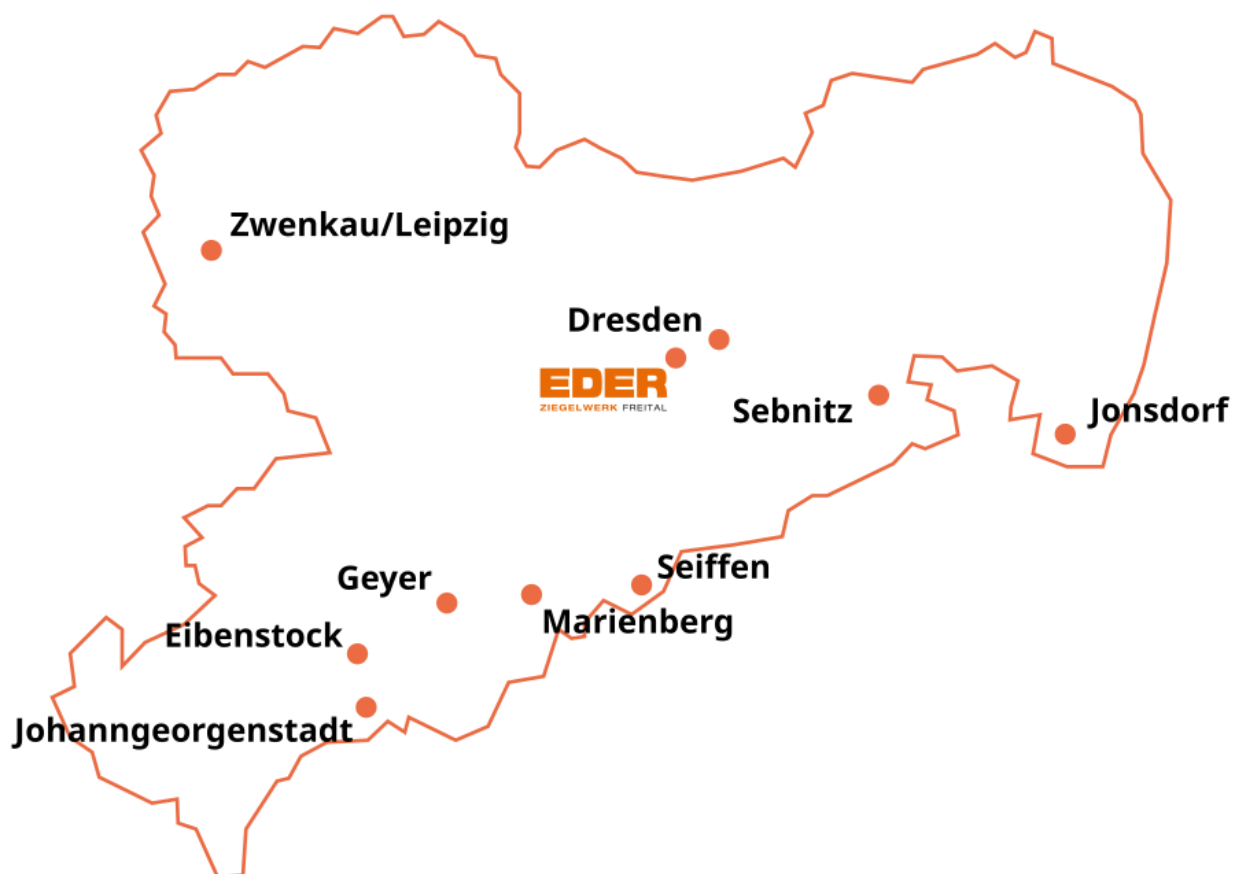 Zwenkau/Leipzig
Dresden
EDER
ZIEGELWERK FREITAL
Sebnitz
Jonsdorf
Seiffen
Geyer
Marienberg
Eibenstock
Johanngeorgenstadt